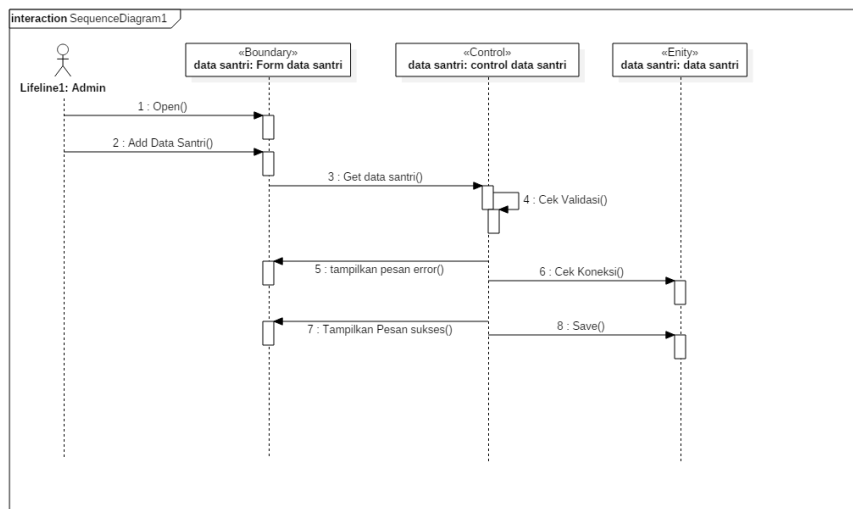 interaction SequenceDiagram1
Lifeline1: Admin
«Boundary»
data santri: Form data santri
«Control»
data santri: control data santri
«Enity»
data santri: data santri
1 : Open()
2 : Add Data Santri()
3 : Get data santri()
4 : Cek Validasi()
5 : tampilkan pesan error()
6 : Cek Koneksi()
7 : Tampilkan Pesan sukses()
8 : Save()